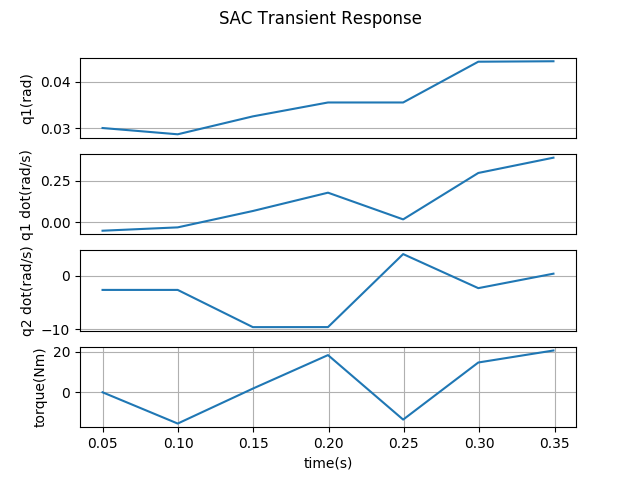 SAC Transient Response
q1(rad)
0.04
0.03
q1 dot(rad/s)
0.25
0.00
q2 dot(rad/s)
0
−10
torque(Nm)
20
0
0.05 0.10 0.15 0.20 0.25 0.30 0.35
time(s)